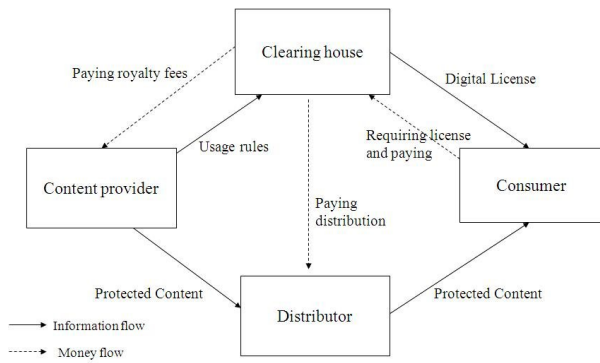 Clearing house
Paying royalty fees
Digital License
Usage rules
Requiring license
and paying
Content provider
Consumer
Paying
distribution
Protected Content
Protected Content
Distributor
Information flow
Money flow